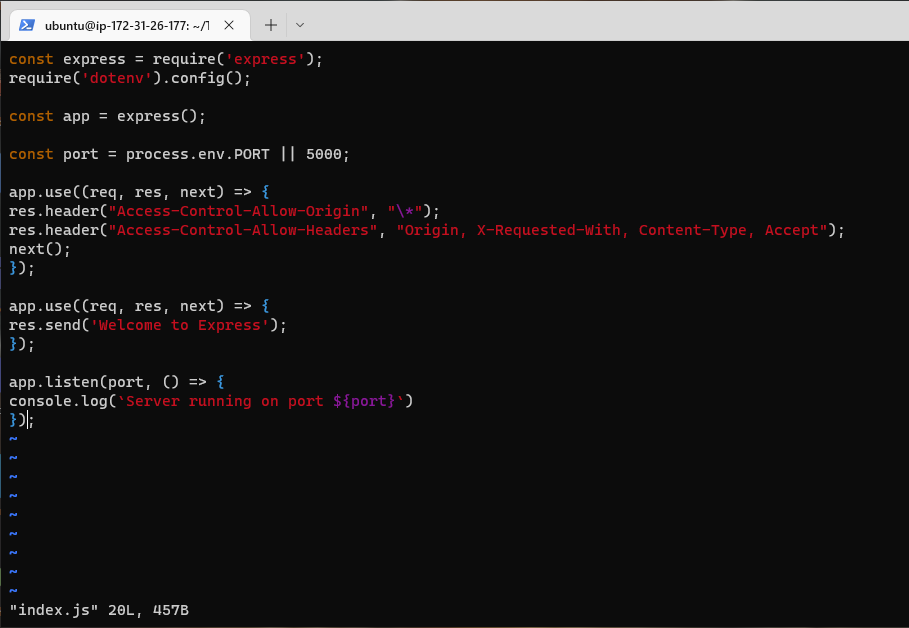 ubuntu@ip-172-31-26-177: ~/T
const express = require('express');
require('dotenv').config();
const app = express();
const port = process.env.PORT || 5000;
app.use((req, res, next) => {
res.header("Access-Control-Allow-Origin", "\*");
res.header("Access-Control-Allow-Headers", "Origin, X-Requested-With, Content-Type, Accept");
next();
});
app.use((req, res, next) => {
res.send('Welcome to Express');
});
app.listen(port, () => {
console.log(`Server running on port ${port}`)
});
~
~
~
~
~
~
~
~
~
"index.js" 20L, 457B